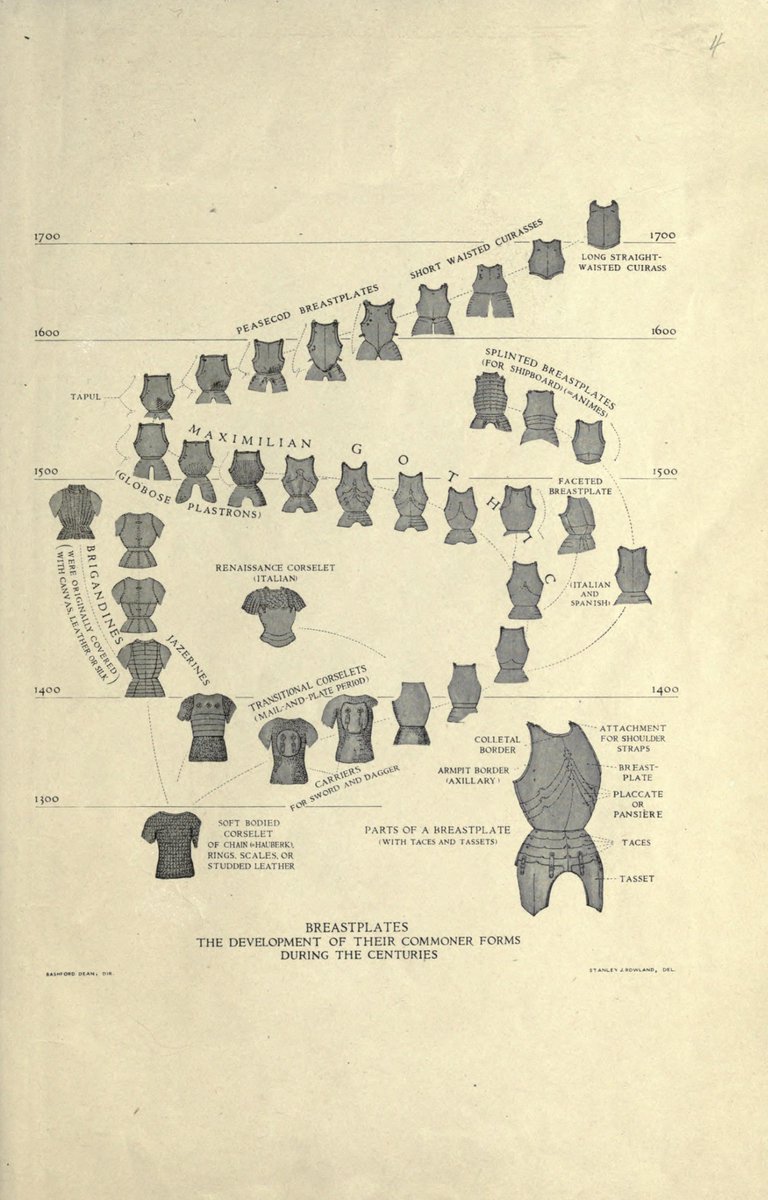 4
1700
1700
SHORT WAISTED CUIRASSES
LONG STRAIGHT-
WAISTED CUIRASS
PEASECOD BREASTPLATES
1600
1600
SPLINTED BREASTPLATES
(FOR SHIPBOARD) (=ANIMES)
TAPUL
MAXIMILIAN
GOTHIC
1500
1500
(GLOBOSE PLASTRONS)
FACETED
BREASTPLATE
BRIGANDINES
(WERE ORIGINALLY COVERED
WITH CANVAS, LEATHER OR SILK)
RENAISSANCE CORSELET
(ITALIAN)
(ITALIAN
AND
SPANISH)
JAZERINES
TRANSITIONAL CORSELETS
(MAIL-AND-PLATE PERIOD)
1400
1400
CARRIERS
FOR SWORD AND DAGGER
COLLETAL
BORDER
ATTACHMENT
FOR SHOULDER
STRAPS
ARMPIT BORDER
(AXILLARY)
BREAST-
PLATE
PLACCATE
OR
PANSIÈRE
1300
SOFT BODIED
CORSELET
OF CHAIN (=HAUBERK),
RINGS, SCALES, OR
STUDDED LEATHER
PARTS OF A BREASTPLATE
(WITH TACES AND TASSETS)
TACES
TASSET
BREASTPLATES
THE DEVELOPMENT OF THEIR COMMONER FORMS
DURING THE CENTURIES
BASHFORD DEAN, DIR.
STANLEY J. ROWLAND, DEL.